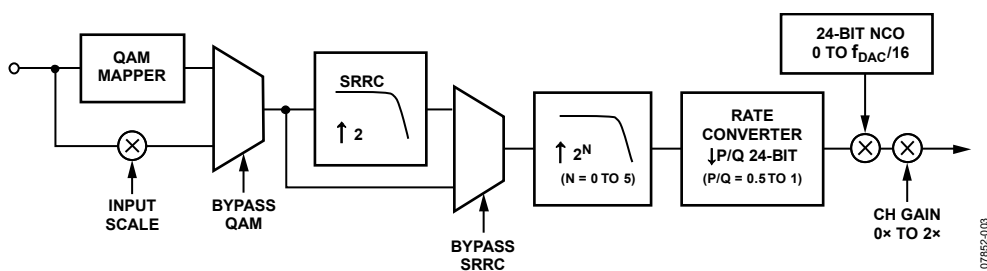 QAM
MAPPER
INPUT
SCALE
BYPASS
QAM
SRRC
↑ 2
BYPASS
SRRC
↑ 2ᴺ
(N = 0 TO 5)
RATE
CONVERTER
↓P/Q 24-BIT
(P/Q = 0.5 TO 1)
24-BIT NCO
0 TO fDAC/16
CH GAIN
0× TO 2×
07852-003